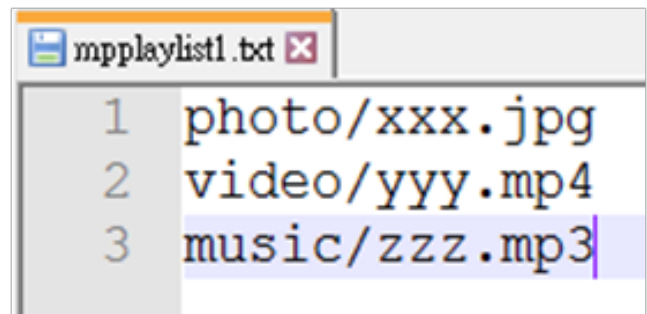 mpplaylist1.txt
1 photo/xxx.jpg
2 video/yyy.mp4
3 music/zzz.mp3